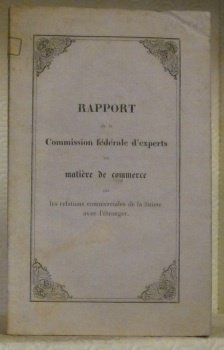 RAPPORT
de la
Commission fédérale d'experts
en
matière de commerce
sur
les relations commerciales de la Suisse
avec l'étranger.